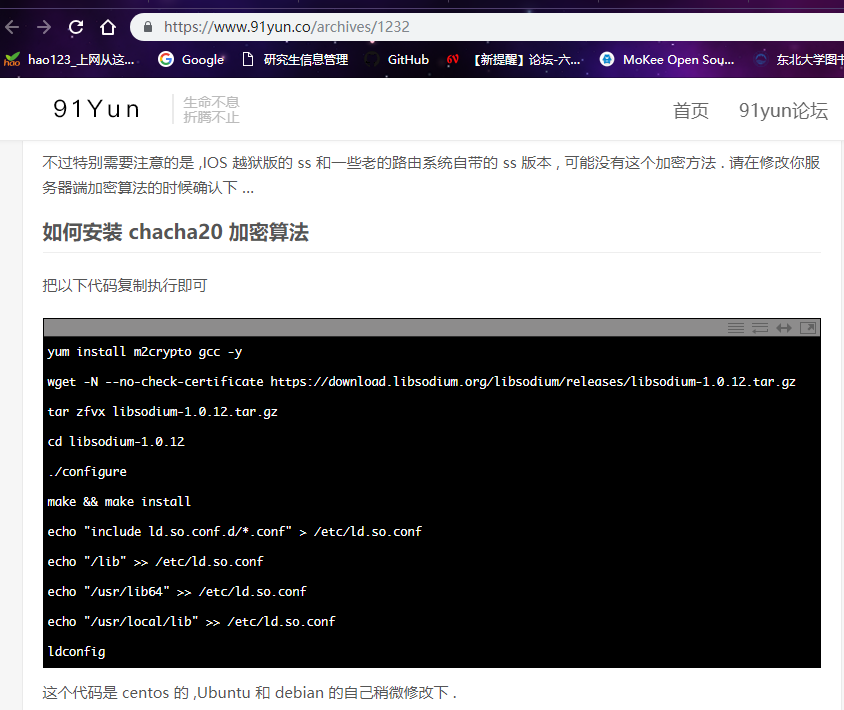 https://www.91yun.co/archives/1232
hao123_上网从这... Google 研究生信息管理 GitHub 【新提醒】论坛-六... MoKee Open Sou... 东北大学图书
91Yun 生命不息 首页 91yun论坛
折腾不止
不过特别需要注意的是 ,IOS 越狱版的 ss 和一些老的路由系统自带的 ss 版本 , 可能没有这个加密方法 . 请在修改你服
务器端加密算法的时候确认下 ...
如何安装 chacha20 加密算法
把以下代码复制执行即可
yum install m2crypto gcc -y
wget -N --no-check-certificate https://download.libsodium.org/libsodium/releases/libsodium-1.0.12.tar.gz
tar zfvx libsodium-1.0.12.tar.gz
cd libsodium-1.0.12
./configure
make && make install
echo "include ld.so.conf.d/*.conf" > /etc/ld.so.conf
echo "/lib" >> /etc/ld.so.conf
echo "/usr/lib64" >> /etc/ld.so.conf
echo "/usr/local/lib" >> /etc/ld.so.conf
ldconfig
这个代码是 centos 的 ,Ubuntu 和 debian 的自己稍微修改下 .